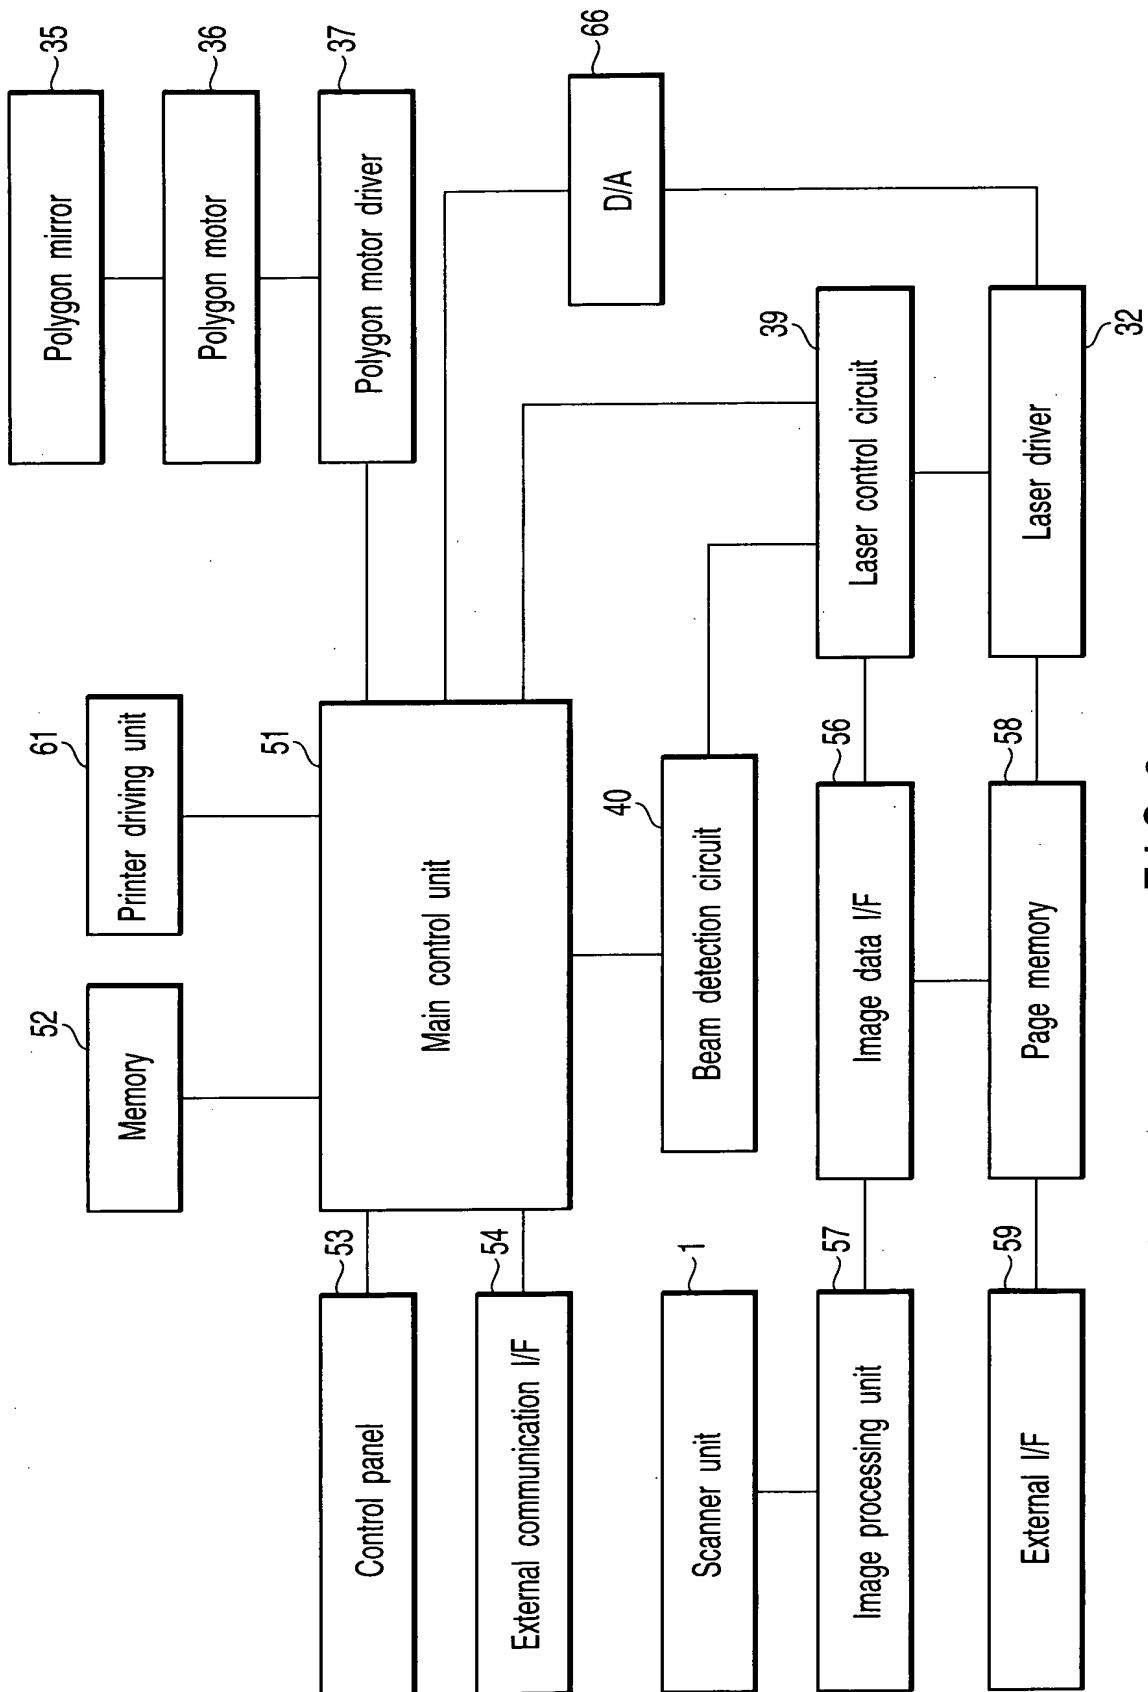 35
Polygon mirror
36
Polygon motor
37
Polygon motor driver
66
D/A
61
Printer driving unit
52
Memory
51
Main control unit
53
Control panel
54
External communication I/F
40
Beam detection circuit
39
Laser control circuit
32
Laser driver
1
Scanner unit
56
Image data I/F
57
Image processing unit
58
Page memory
59
External I/F